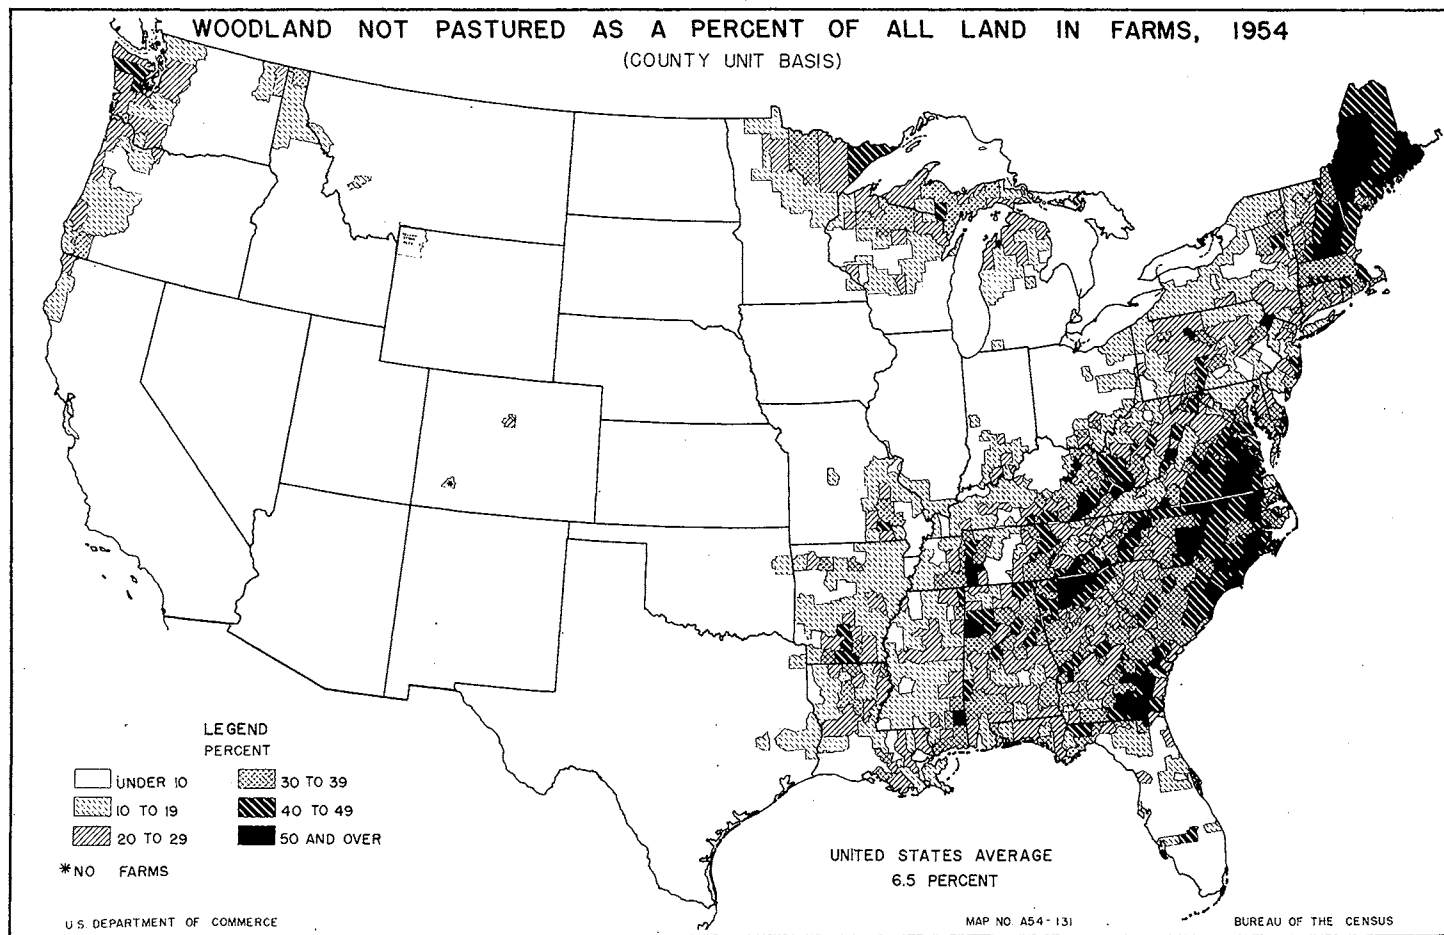 WOODLAND NOT PASTURED AS A PERCENT OF ALL LAND IN FARMS, 1954
(COUNTY UNIT BASIS)
LEGEND
PERCENT
UNDER 10
10 TO 19
20 TO 29
30 TO 39
40 TO 49
50 AND OVER
*NO FARMS
UNITED STATES AVERAGE
6.5 PERCENT
U.S. DEPARTMENT OF COMMERCE
MAP NO. A54-131
BUREAU OF THE CENSUS